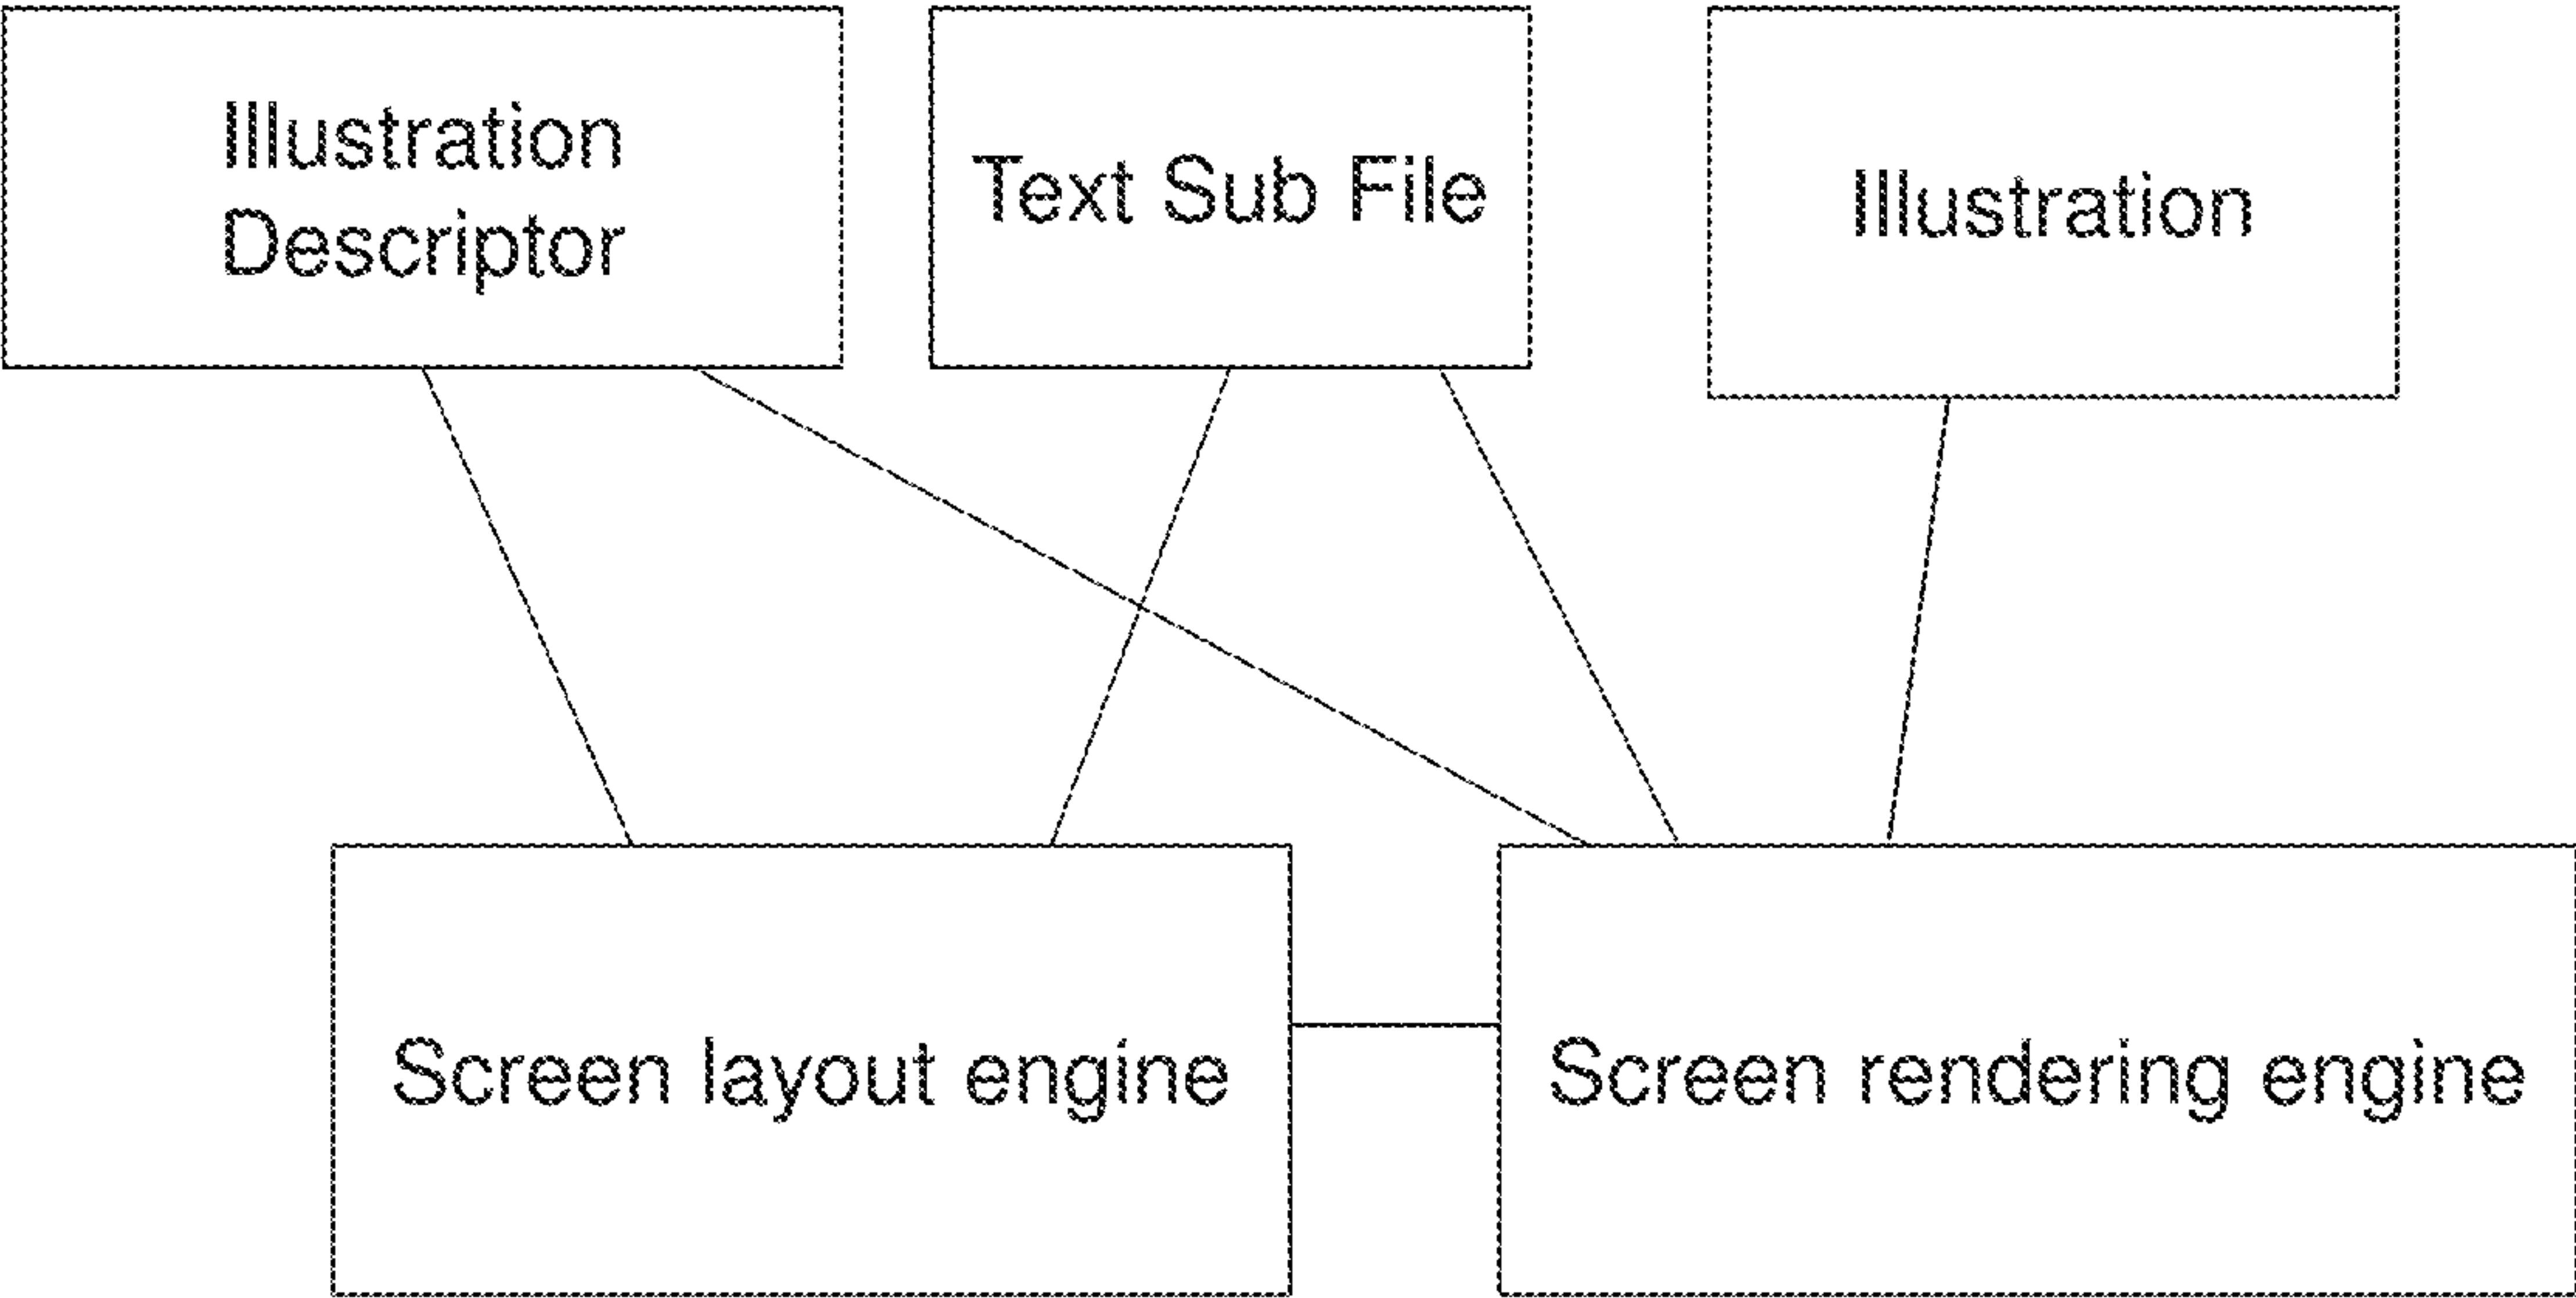 Illustration
Descriptor
Text Sub File
Illustration
Screen layout engine
Screen rendering engine